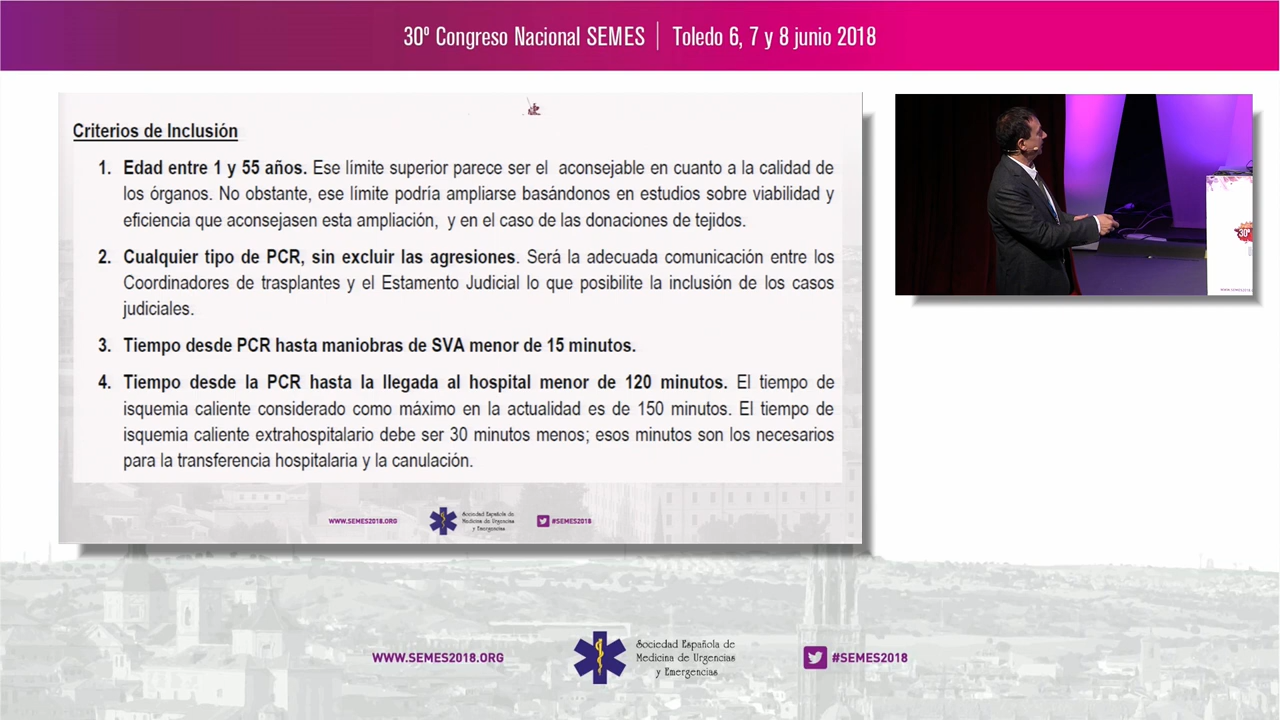 30º Congreso Nacional SEMES | Toledo 6, 7 y 8 junio 2018
Criterios de Inclusión
1. Edad entre 1 y 55 años. Ese límite superior parece ser el aconsejable en cuanto a la calidad de
los órganos. No obstante, ese límite podría ampliarse basándonos en estudios sobre viabilidad y
eficiencia que aconsejasen esta ampliación, y en el caso de las donaciones de tejidos.
2. Cualquier tipo de PCR, sin excluir las agresiones. Será la adecuada comunicación entre los
Coordinadores de trasplantes y el Estamento Judicial lo que posibilite la inclusión de los casos
judiciales.
3. Tiempo desde PCR hasta maniobras de SVA menor de 15 minutos.
4. Tiempo desde la PCR hasta la llegada al hospital menor de 120 minutos. El tiempo de
isquemia caliente considerado como máximo en la actualidad es de 150 minutos. El tiempo de
isquemia caliente extrahospitalario debe ser 30 minutos menos; esos minutos son los necesarios
para la transferencia hospitalaria y la canulación.
WWW.SEMES2018.ORG
Sociedad Española de
Medicina de Urgencias
y Emergencias
#SEMES2018
30º
WWW.SEMES2018.ORG
Sociedad Española de
Medicina de Urgencias
y Emergencias
#SEMES2018